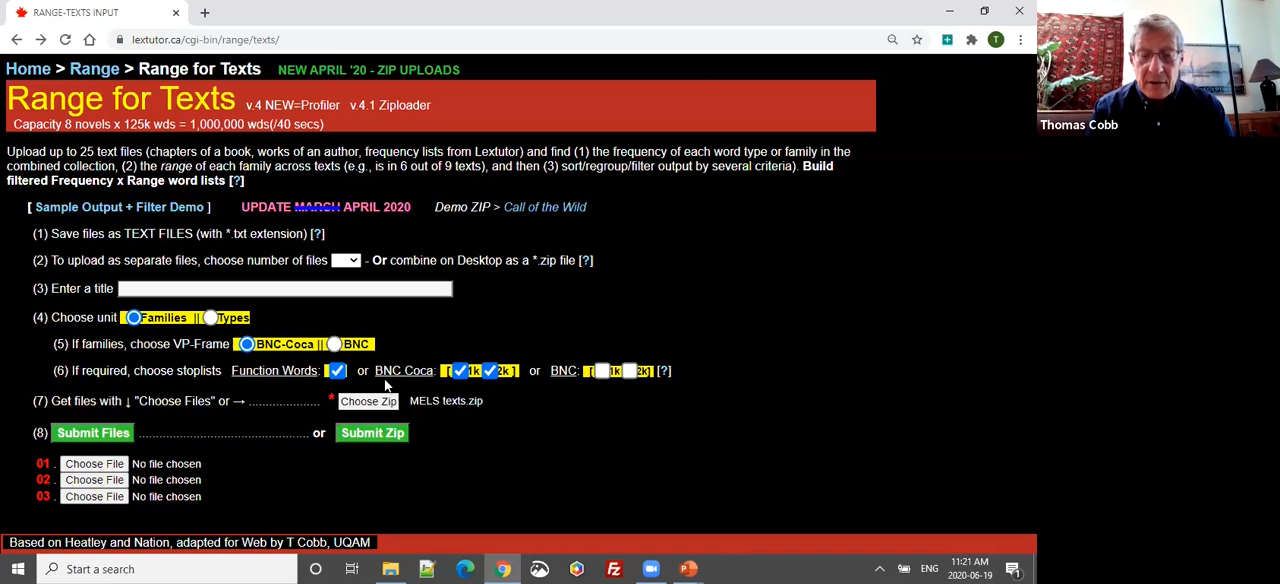 RANGE-TEXTS INPUT
lextutor.ca/cgi-bin/range/texts/
T
Home > Range > Range for Texts NEW APRIL '20 - ZIP UPLOADS
Range for Texts v.4 NEW=Profiler v.4.1 Ziploader
Capacity 8 novels x 125k wds = 1,000,000 wds(/40 secs)
Thomas Cobb
Upload up to 25 text files (chapters of a book, works of an author, frequency lists from Lextutor) and find (1) the frequency of each word type or family in the
combined collection, (2) the range of each family across texts (e.g., is in 6 out of 9 texts), and then (3) sort/regroup/filter output by several criteria). Build
filtered Frequency x Range word lists [?]
[ Sample Output + Filter Demo ] UPDATE MARCH APRIL 2020 Demo ZIP > Call of the Wild
(1) Save files as TEXT FILES (with *.txt extension) [?]
(2) To upload as separate files, choose number of files - Or combine on Desktop as a *.zip file [?]
(3) Enter a title
(4) Choose unit Families || Types
(5) If families, choose VP-Frame BNC-Coca || BNC
(6) If required, choose stoplists Function Words: [ ] or BNC Coca: [ 1k 2k ] or BNC: [ 1k 2k] [?]
(7) Get files with ↓ "Choose Files" or → .................... * Choose Zip MELS texts.zip
(8) Submit Files ............................................... or Submit Zip
01 . Choose File No file chosen
02 . Choose File No file chosen
03 . Choose File No file chosen
Based on Heatley and Nation, adapted for Web by T Cobb, UQAM
Start a search
ENG
11:21 AM
2020-06-19
1